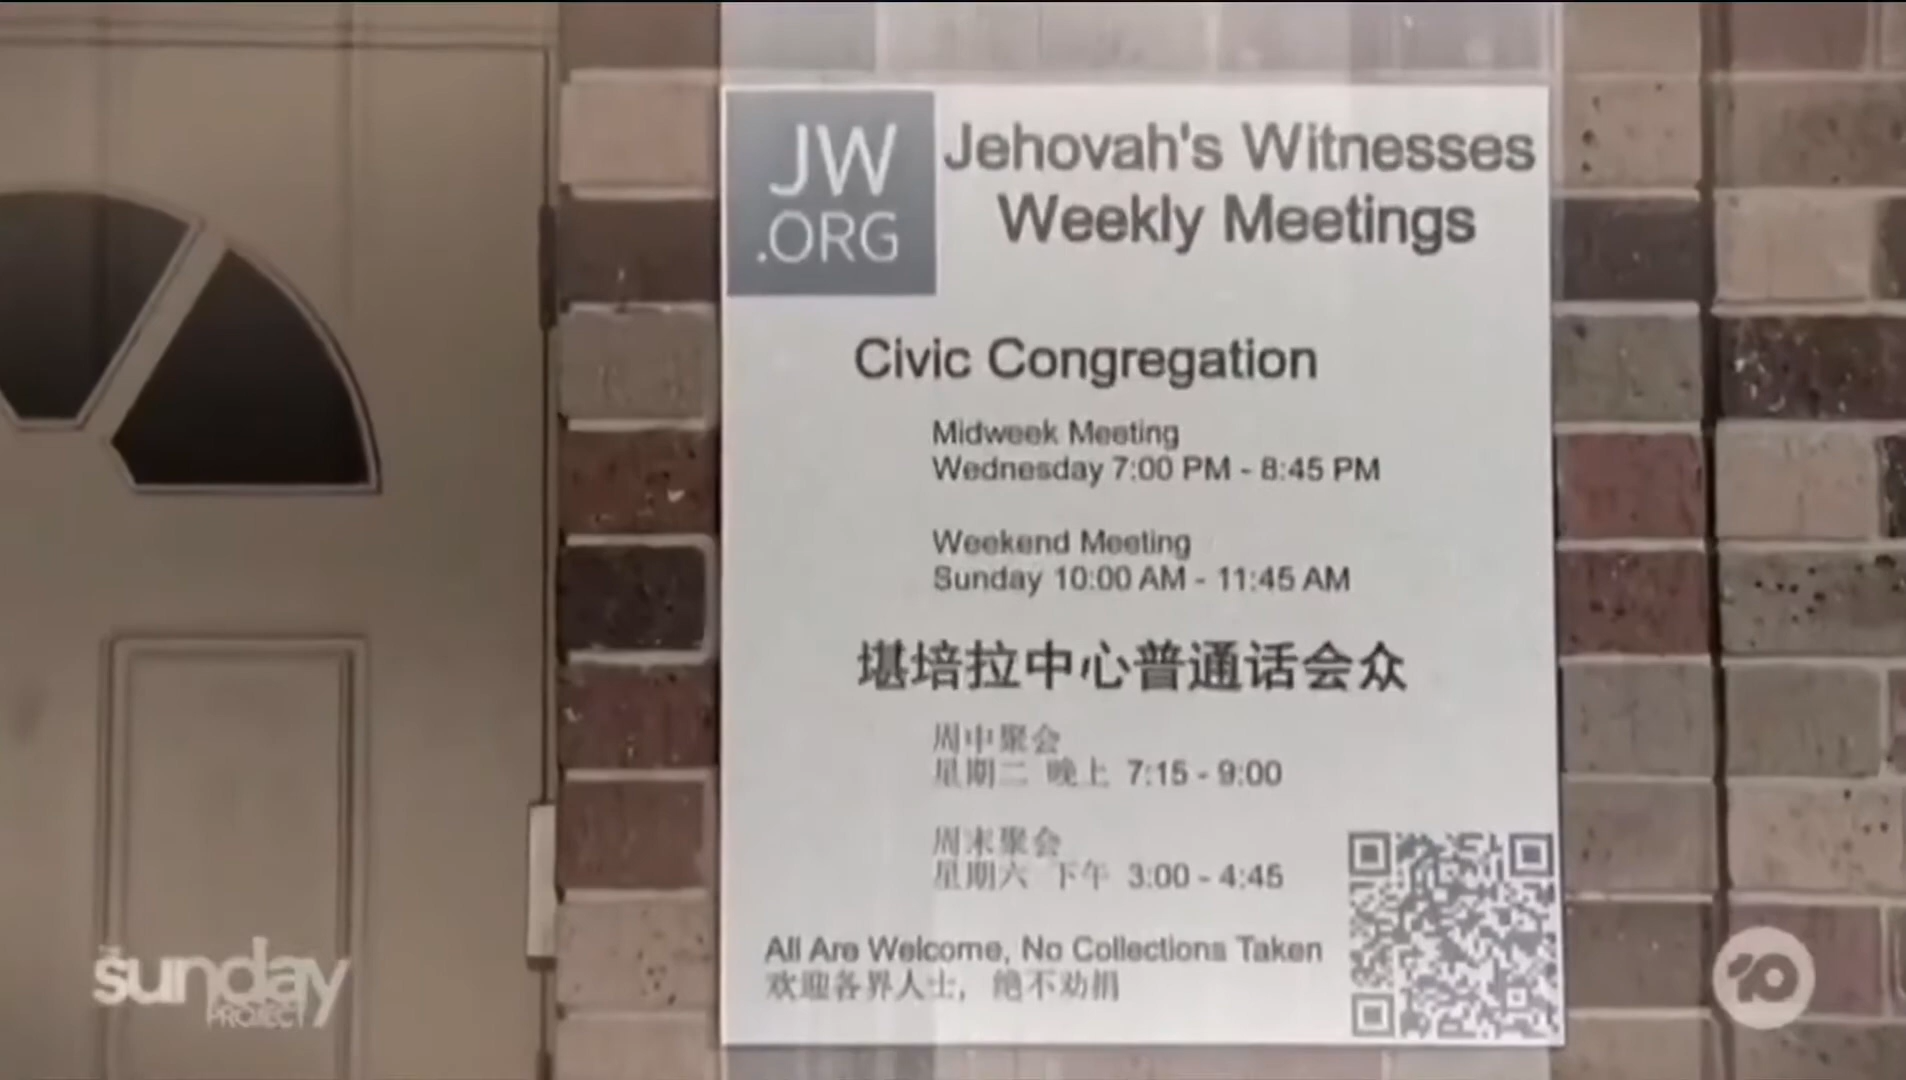 JW
.ORG
Jehovah's Witnesses
Weekly Meetings
Civic Congregation
Midweek Meeting
Wednesday 7:00 PM - 8:45 PM
Weekend Meeting
Sunday 10:00 AM - 11:45 AM
堪培拉中心普通话会众
周中聚会
星期二 晚上 7:15 - 9:00
周末聚会
星期六 下午 3:00 - 4:45
All Are Welcome, No Collections Taken
欢迎各界人士，绝不劝捐
THE
sunday
PROJECT
10